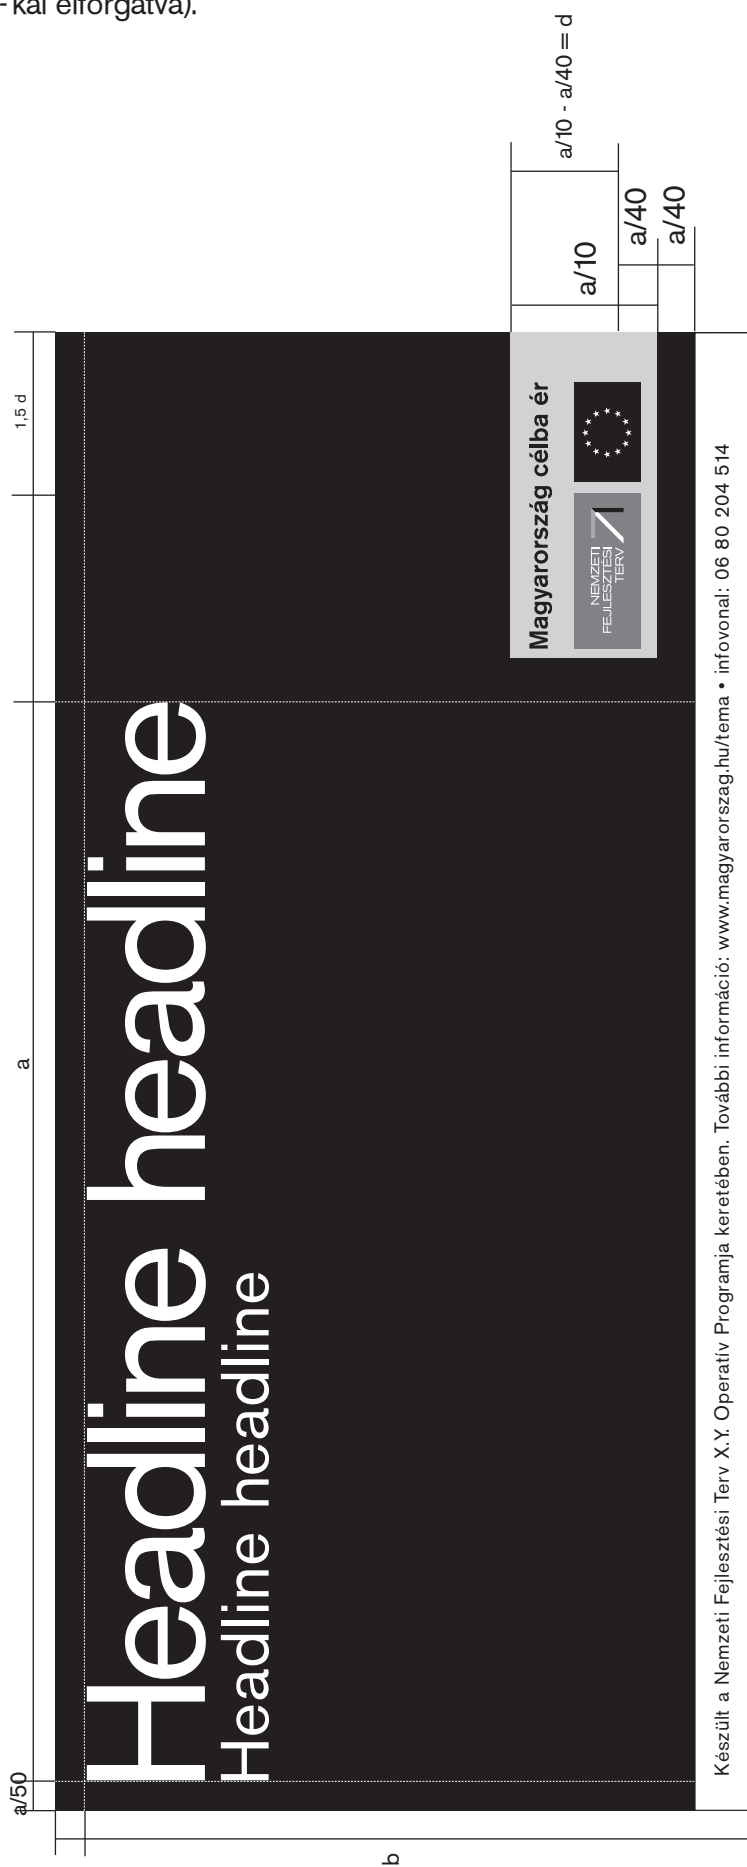 -kal elforgatva).
a/10 - a/40 = d
a/10
a/40
a/40
1,5 d
a
a/50
b
Headline headline
Headline headline
Magyarország célba ér
NEMZETI
FEJLESZTÉSI
TERV
Készült a Nemzeti Fejlesztési Terv X.Y. Operatív Programja keretében. További információ: www.magyarorszag.hu/tema • infovonal: 06 80 204 514